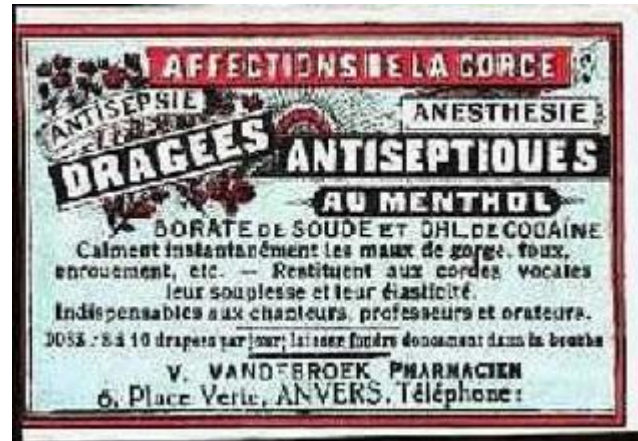 AFFECTIONS DE LA GORGE
ANTISEPSIE
ANESTHESIE
DRAGEES
ANTISEPTIQUES
AU MENTHOL
BORATE DE SOUDE ET CHL. DE COCAÏNE
Calment instantanément les maux de gorge, toux,
enrouement, etc. — Restituent aux cordes vocales
leur souplesse et leur élasticité.
Indispensables aux chanteurs, professeurs et orateurs.
DOSE : 8 à 10 dragees par jour; laisser fondre doucement dans la bouche
V. VANDENBROEK PHARMACIEN
6, Place Verte, ANVERS, Téléphone :